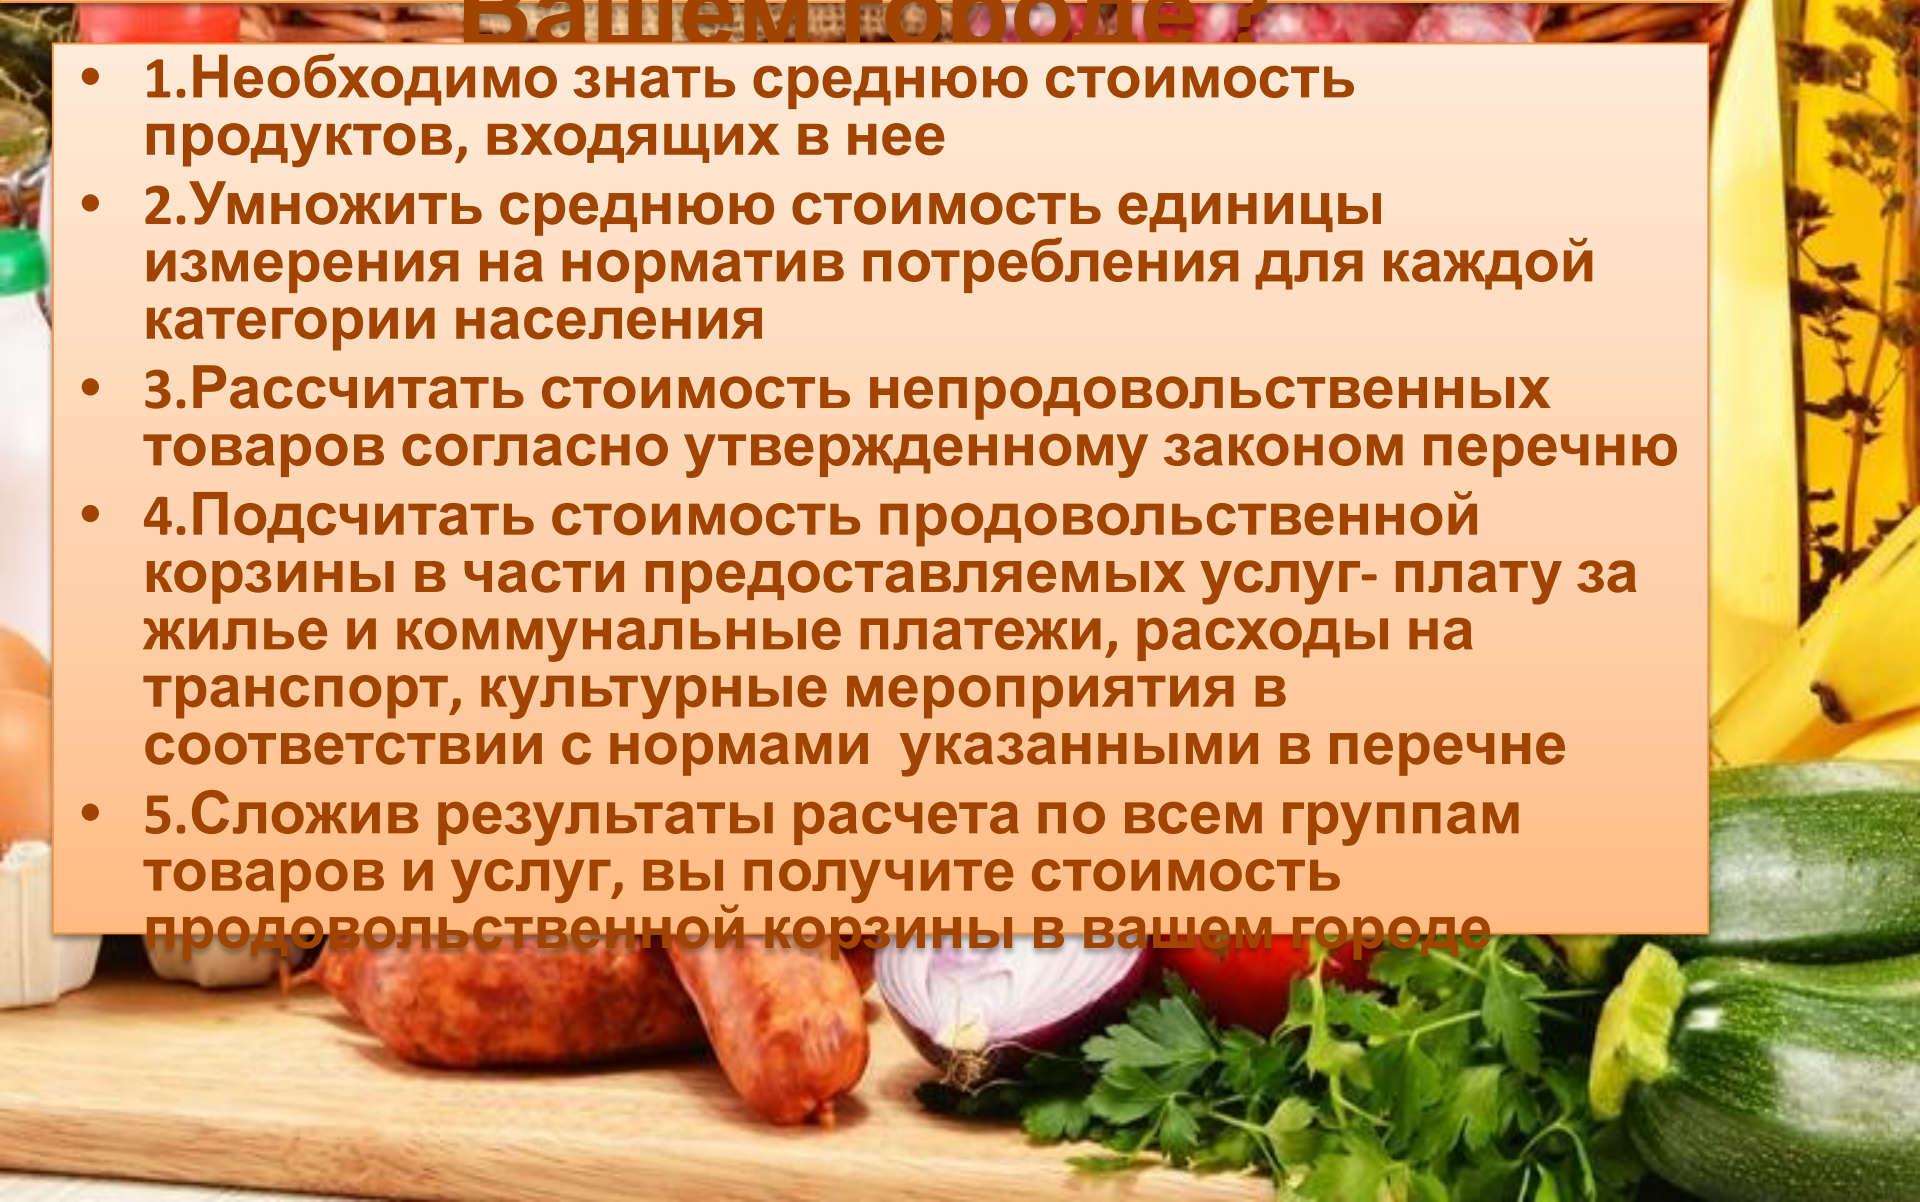 Вашем городе ?
• 1.Необходимо знать среднюю стоимость
продуктов, входящих в нее
• 2.Умножить среднюю стоимость единицы
измерения на норматив потребления для каждой
категории населения
• 3.Рассчитать стоимость непродовольственных
товаров согласно утвержденному законом перечню
• 4.Подсчитать стоимость продовольственной
корзины в части предоставляемых услуг- плату за
жилье и коммунальные платежи, расходы на
транспорт, культурные мероприятия в
соответствии с нормами  указанными в перечне
• 5.Сложив результаты расчета по всем группам
товаров и услуг, вы получите стоимость
продовольственной корзины в вашем городе